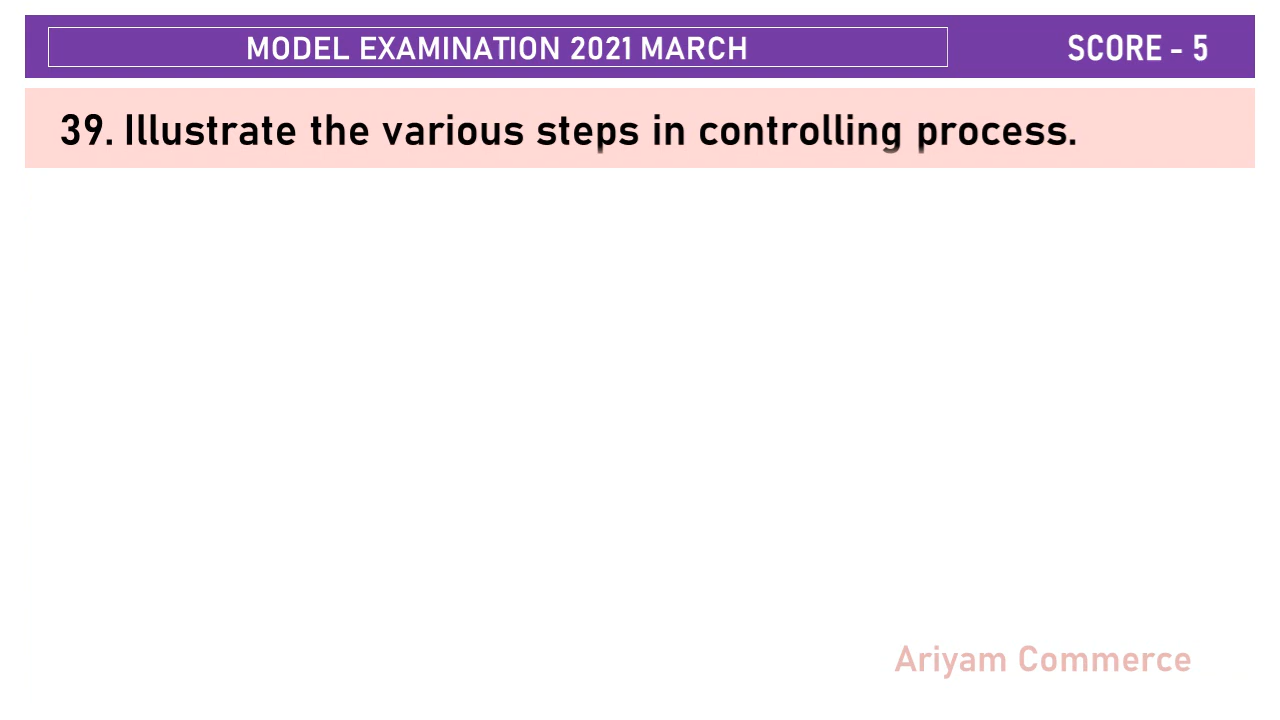 MODEL EXAMINATION 2021 MARCH
SCORE - 5
39. Illustrate the various steps in controlling process.
Ariyam Commerce